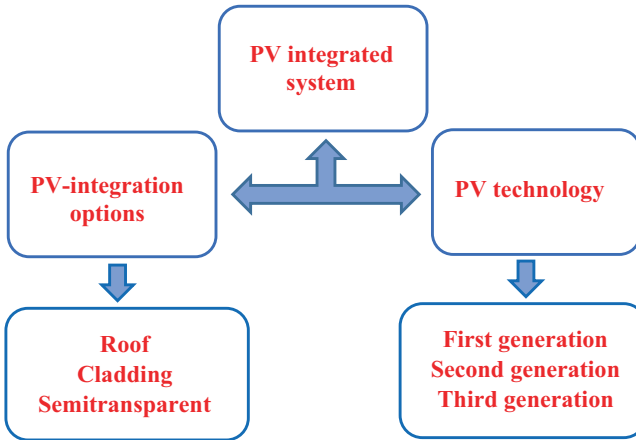 PV integrated
system
PV-integration
options
PV technology
Roof
Cladding
Semitransparent
First generation
Second generation
Third generation